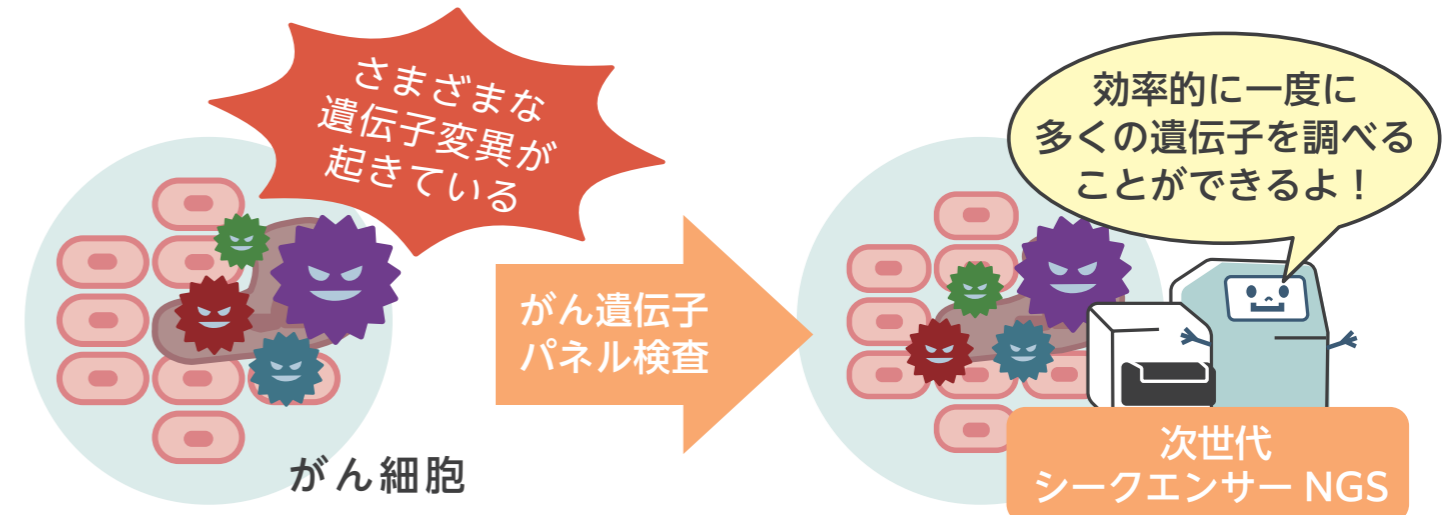 さまざまな
遺伝子変異が
起きている
がん細胞
がん遺伝子
パネル検査
効率的に一度に
多くの遺伝子を調べる
ことができるよ！
次世代
シークエンサー NGS